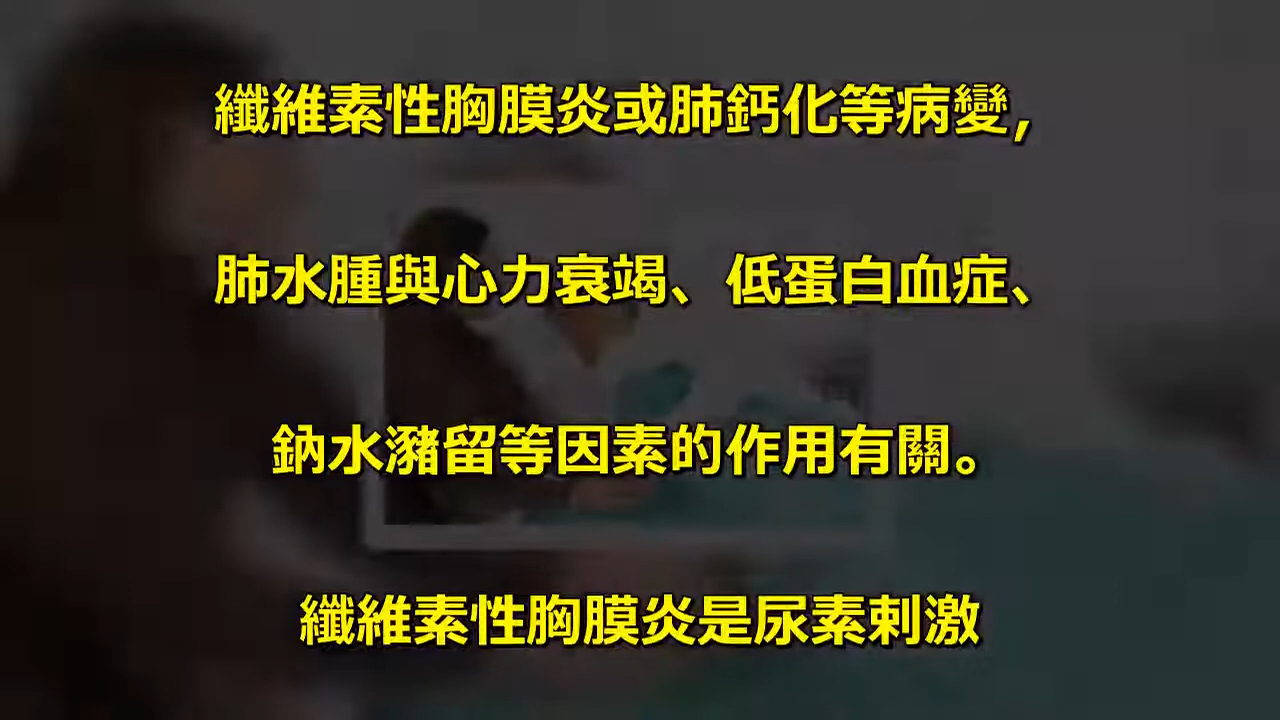 纖維素性胸膜炎或肺鈣化等病變，
肺水腫與心力衰竭、低蛋白血症、
鈉水瀦留等因素的作用有關。
纖維素性胸膜炎是尿素刺激